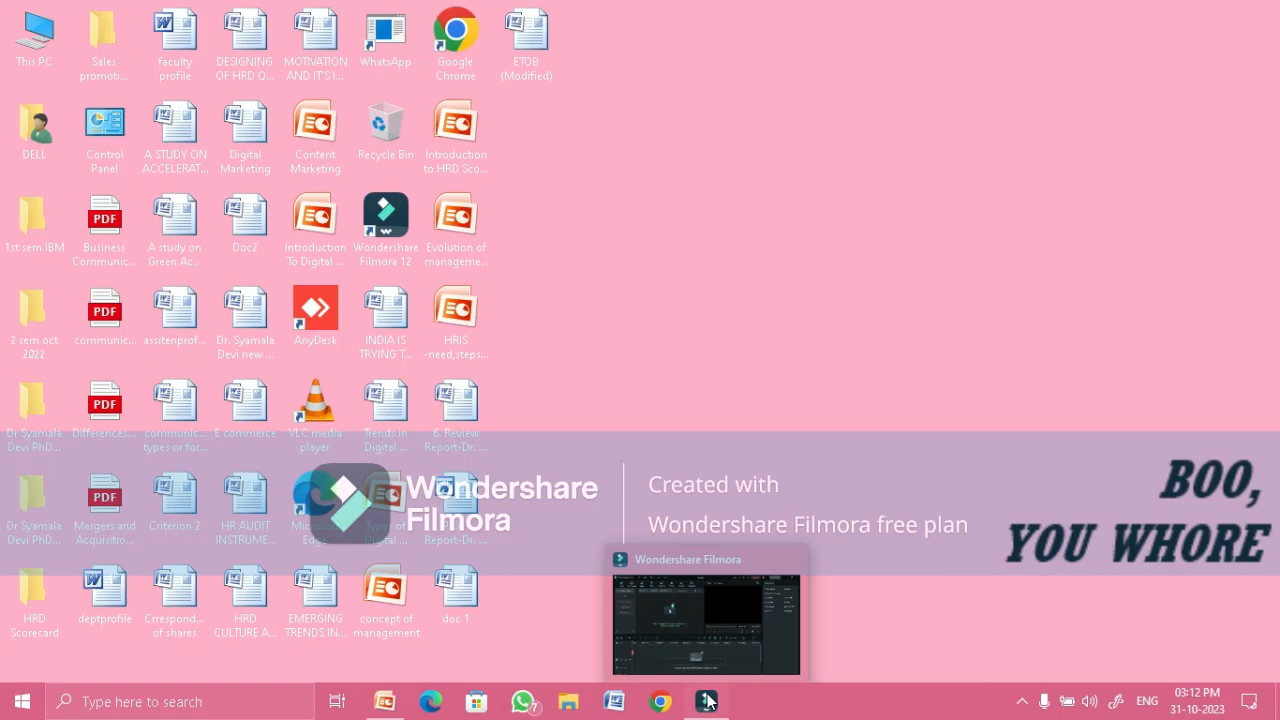 This PC
Sales
promoti...
faculty
profile
DESIGNING
OF HRD Q...
MOTIVATION
AND IT'S I...
WhatsApp
Google
Chrome
ETDB
(Modified)
DELL
Control
Panel
A STUDY ON
ACCELERAT...
Digital
Marketing
Content
Marketing
Recycle Bin
Introduction
to HRD Sco...
1st sem IBM
Business
Communic...
A study on
Green Ac...
Doc2
Introduction
To Digital ...
Wondershare
Filmora 12
Evolution of
manageme...
2 sem oct
2022
communic...
assitenprof...
Dr. Syamala
Devi new ...
AnyDesk
INDIA IS
TRYING T...
HRIS
-need,steps...
Dr Syamala
Devi PhD...
Differences...
communic...
types or for...
E commerce
VLC media
player
Trends in
Digital ...
6. Review
Report-Dr. ...
Dr Syamala
Devi PhD...
Mergers and
Acquisitio...
Criterion 2
HR AUDIT
INSTRUME...
Edge
Types of
Digital ...
Report-Dr. ...
Wondershare
Filmora
Created with
Wondershare Filmora free plan
BOO,
YOU WHORE
Wondershare Filmora
HRD
Scorecard
deptprofile
Crrespond...
of shares
HRD
CULTURE A...
EMERGING
TRENDS IN...
concept of
management
doc 1
Type here to search
7
ENG
03:12 PM
31-10-2023